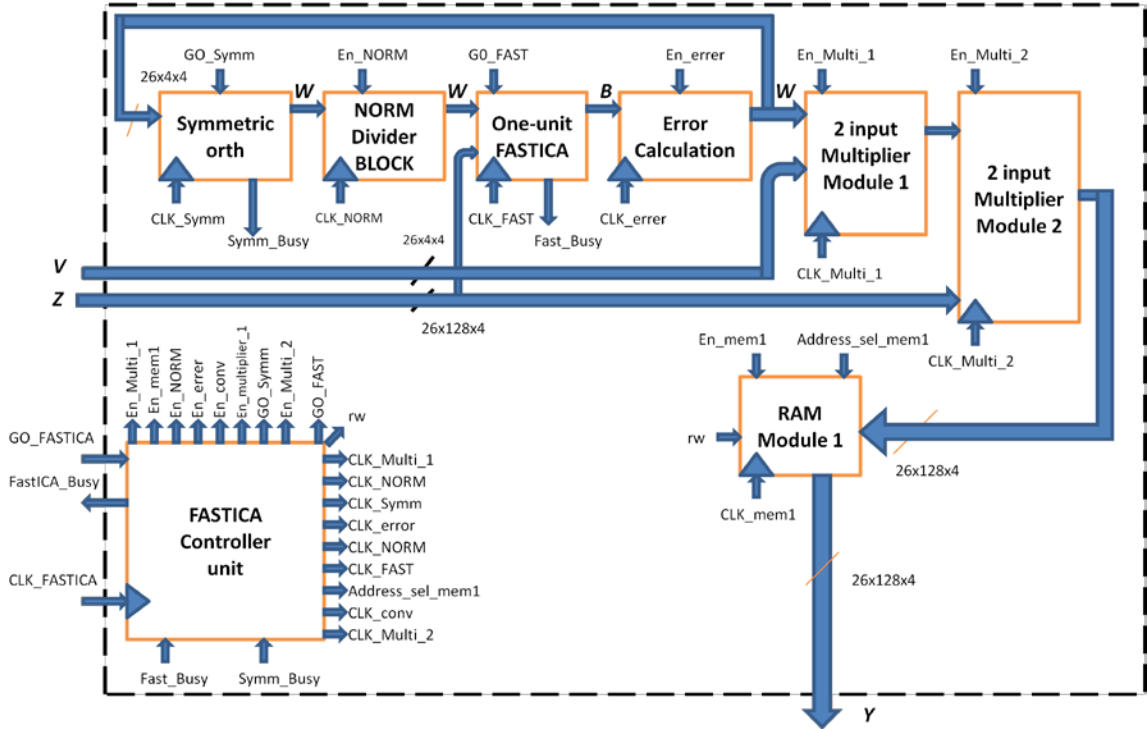 GO_Symm
En_NORM
G0_FAST
En_errer
En_Multi_1
En_Multi_2
26x4x4
W
W
B
W
Symmetric
orth
NORM
Divider
BLOCK
One-unit
FASTICA
Error
Calculation
2 input
Multiplier
Module 1
2 input
Multiplier
Module 2
CLK_Symm
Symm_Busy
CLK_NORM
CLK_FAST
Fast_Busy
CLK_errer
CLK_Multi_1
26x4x4
V
Z
26x128x4
CLK_Multi_2
En_mem1
Address_sel_mem1
RAM
Module 1
rw
CLK_mem1
26x128x4
26x128x4
Y
En_Multi_1
En_mem1
En_NORM
En_errer
En_conv
En_multiplier_1
GO_Symm
En_Multi_2
GO_FAST
rw
GO_FASTICA
FastICA_Busy
CLK_FASTICA
FASTICA
Controller
unit
CLK_Multi_1
CLK_NORM
CLK_Symm
CLK_error
CLK_NORM
CLK_FAST
Address_sel_mem1
CLK_conv
CLK_Multi_2
Fast_Busy
Symm_Busy